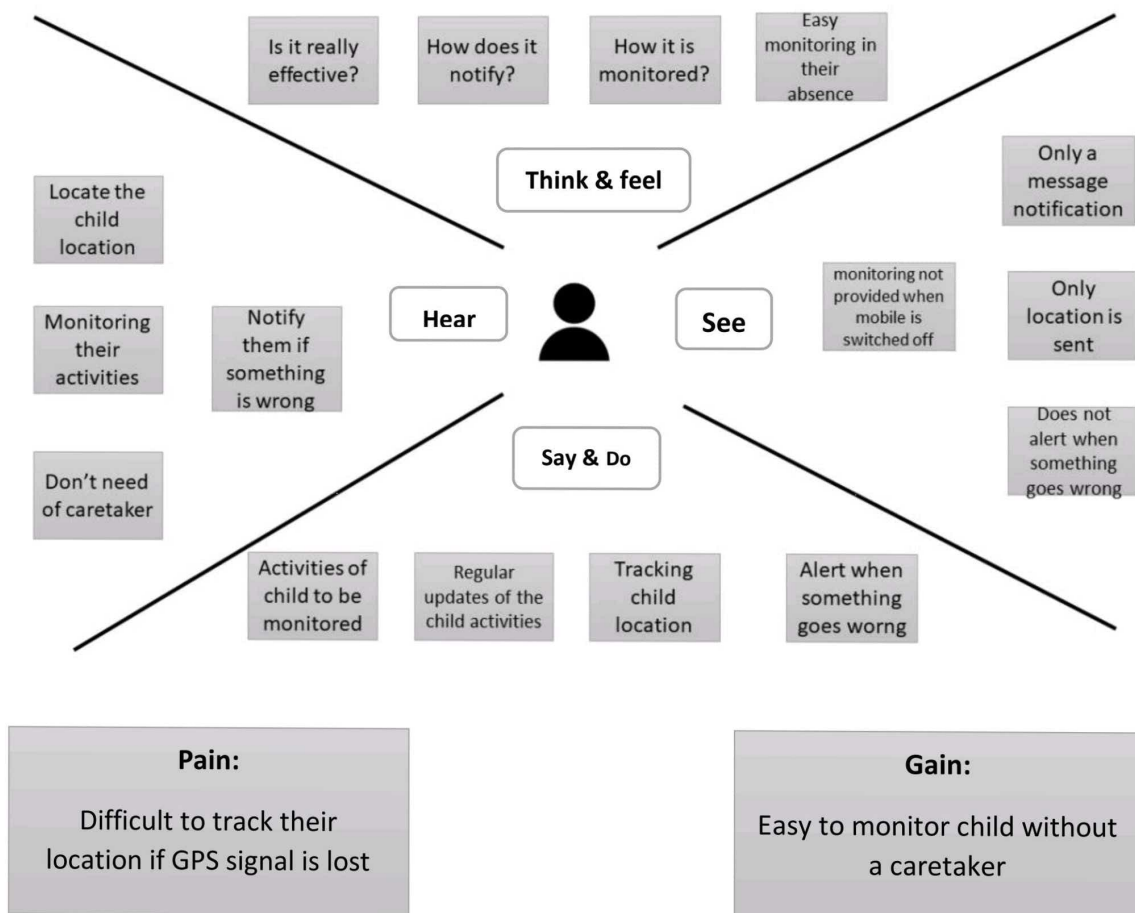 Is it really
effective?
How does it
notify?
How it is
monitored?
Easy
monitoring in
their
absence
Think & feel
Locate the
child
location
Monitoring
their
activities
Notify
them if
something
is wrong
Don't need
of caretaker
Hear
See
monitoring not
provided when
mobile is
switched off
Only a
message
notification
Only
location is
sent
Does not
alert when
something
goes wrong
Say & Do
Activities of
child to be
monitored
Regular
updates of the
child activities
Tracking
child
location
Alert when
something
goes worng
Pain:
Difficult to track their
location if GPS signal is lost
Gain:
Easy to monitor child without
a caretaker